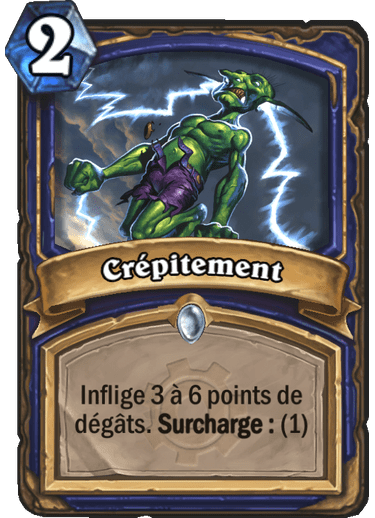 2
Crépitement
Inflige 3 à 6 points de
dégâts. Surcharge : (1)